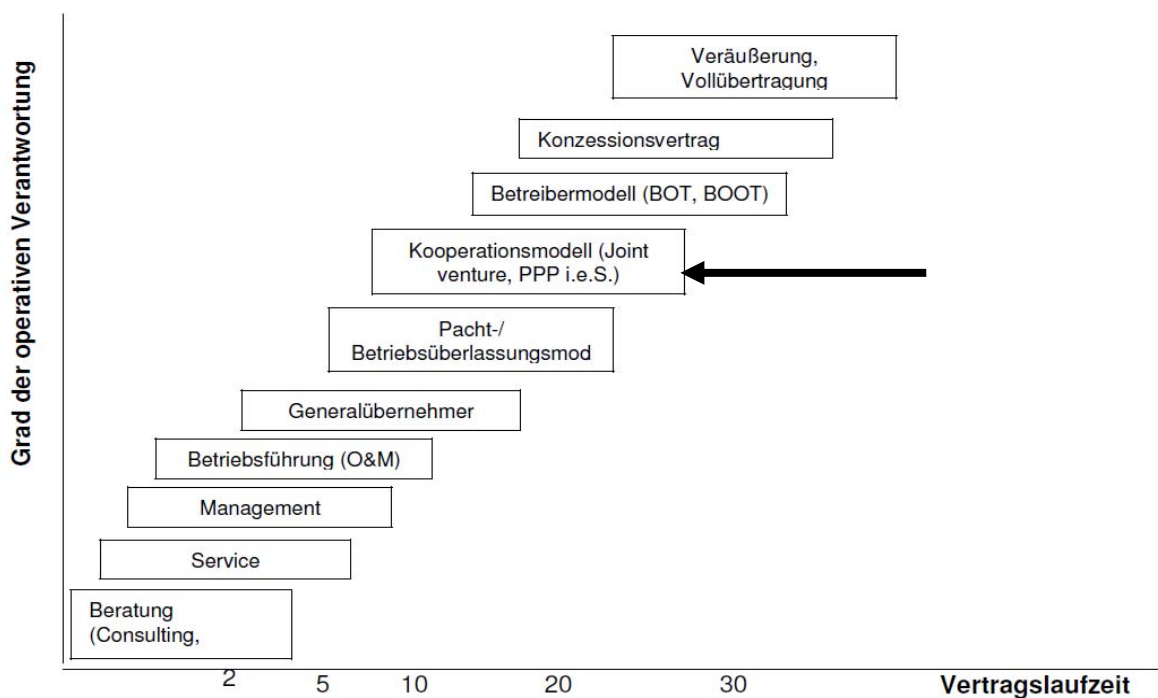 Grad der operativen Verantwortung
Veräußerung,
Vollübertragung
Konzessionsvertrag
Betreibermodell (BOT, BOOT)
Kooperationsmodell (Joint
venture, PPP i.e.S.)
Pacht-/
Betriebsüberlassungsmod
Generalübernehmer
Betriebsführung (O&M)
Management
Service
Beratung
(Consulting,
2 5 10 20 30 Vertragslaufzeit